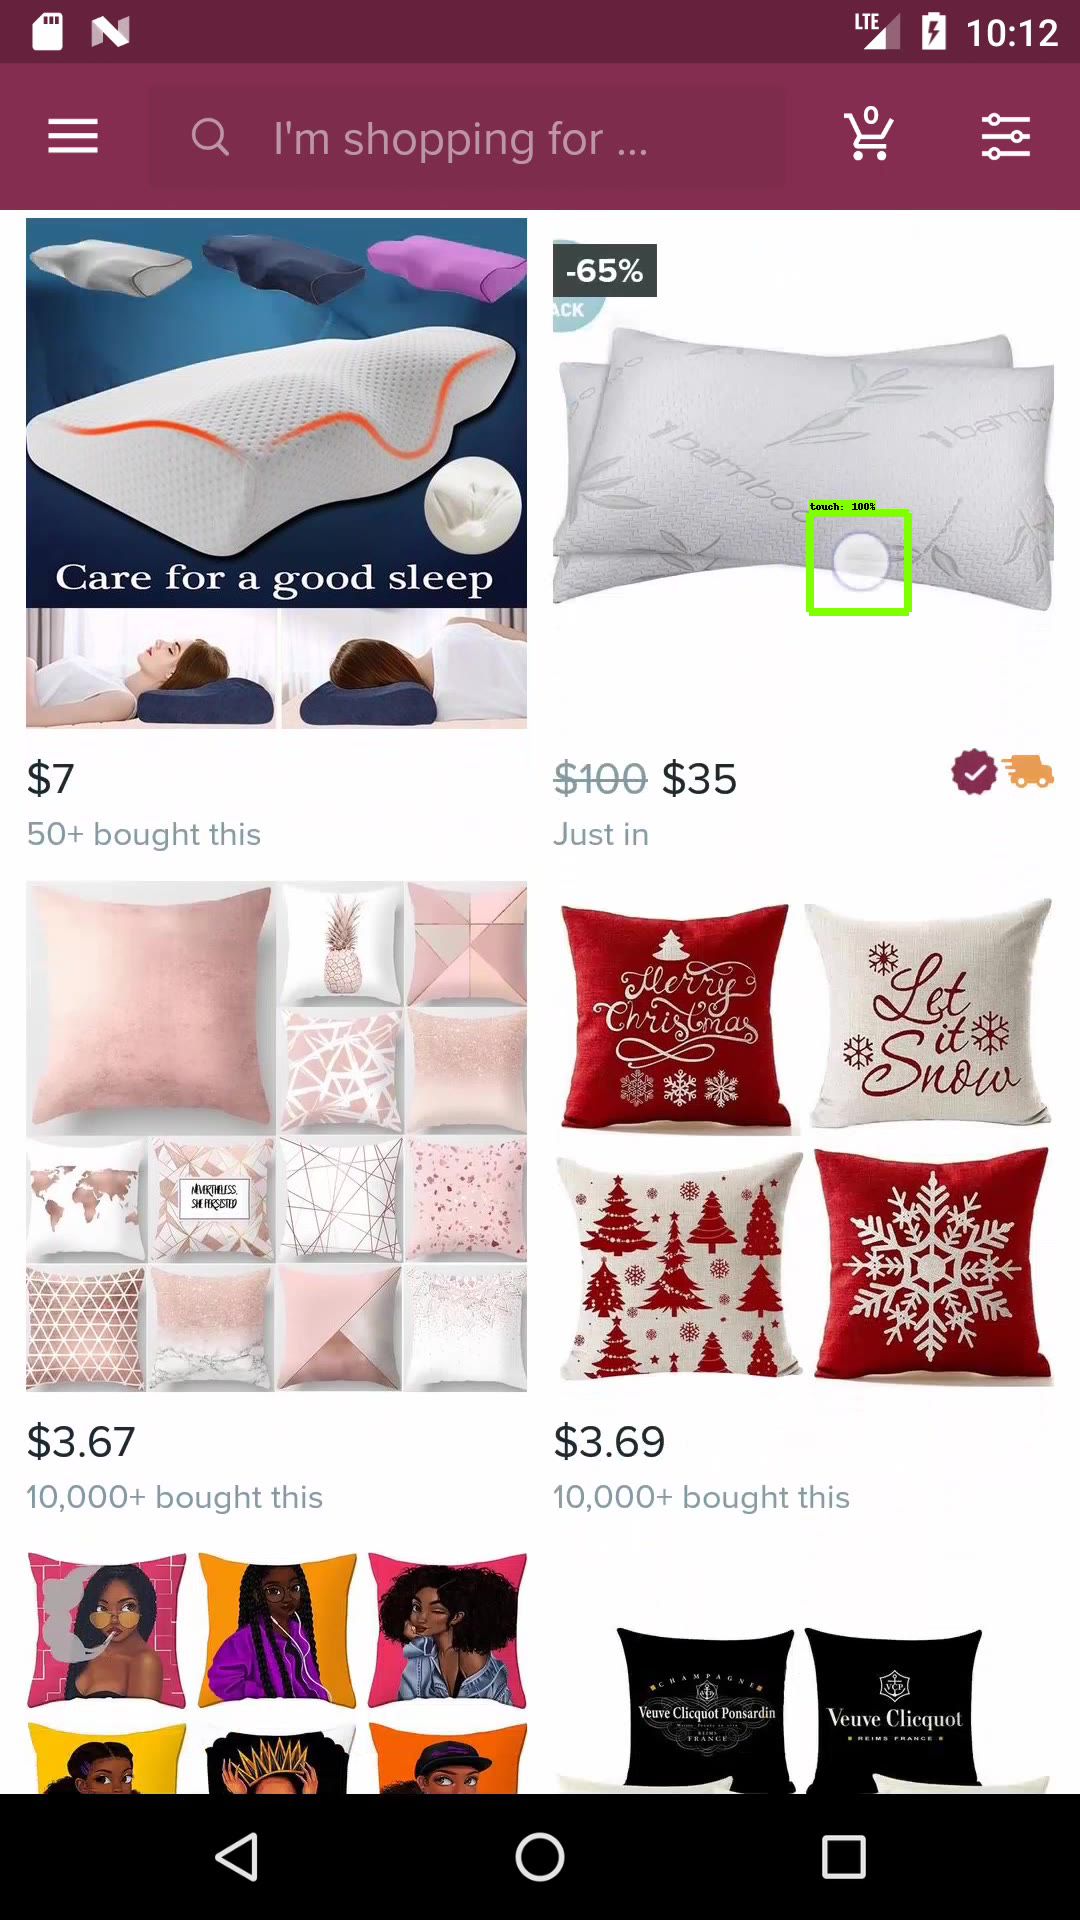 LTE 10:12
I'm shopping for ...
0
-65%
ACK
bamboo
bamboo
touch: 100%
Care for a good sleep
$7
50+ bought this
$100 $35
Just in
Merry
Christmas
Let
it
Snow
NEVERTHELESS,
SHE PERSISTED
$3.67
10,000+ bought this
$3.69
10,000+ bought this
CHAMPAGNE
VCP
Veuve Clicquot Ponsardin
REIMS
FRANCE
VCP
Veuve Clicquot
REIMS FRANCE